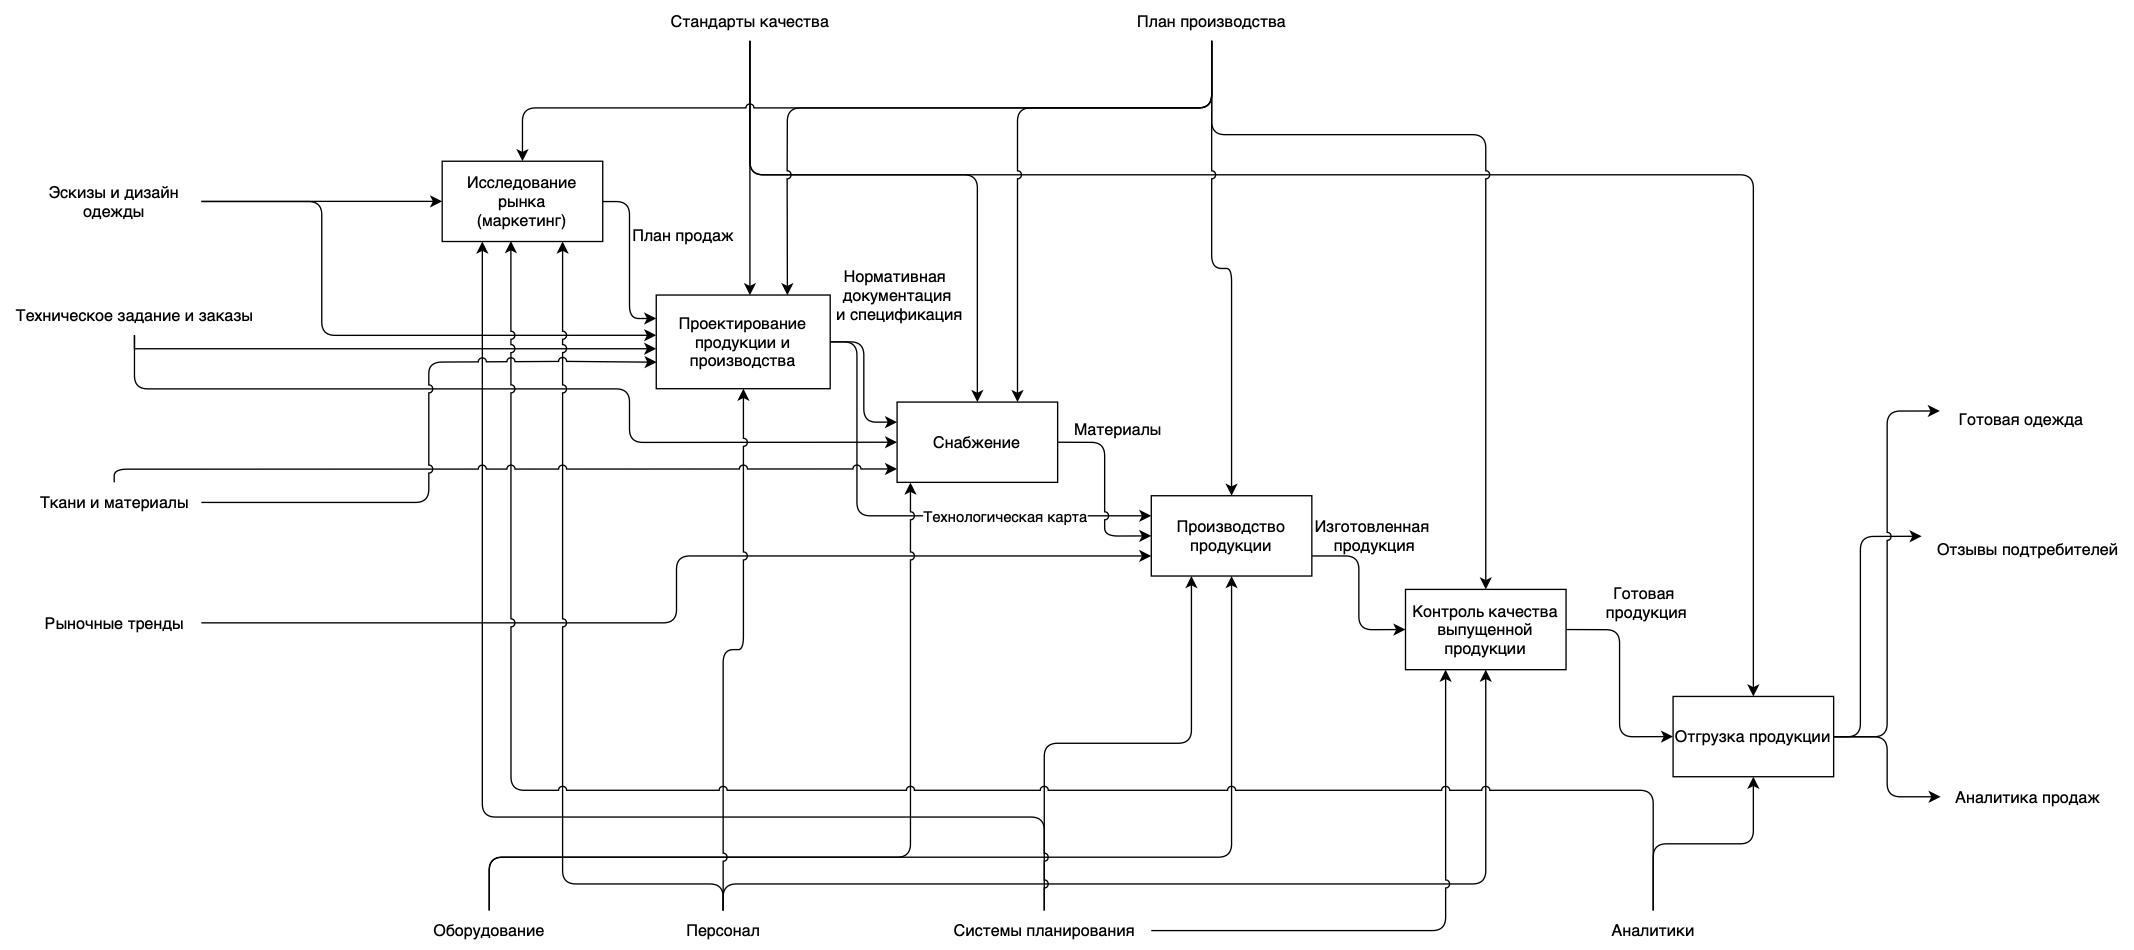 Стандарты качества
План производства
Эскизы и дизайн
одежды
Исследование
рынка
(маркетинг)
План продаж
Техническое задание и заказы
Проектирование
продукции и
производства
Нормативная
документация
и спецификация
Снабжение
Материалы
Готовая одежда
Ткани и материалы
Технологическая карта
Производство
продукции
Изготовленная
продукция
Отзывы подтребителей
Рыночные тренды
Контроль качества
выпущенной
продукции
Готовая
продукция
Отгрузка продукции
Аналитика продаж
Оборудование
Персонал
Системы планирования
Аналитики